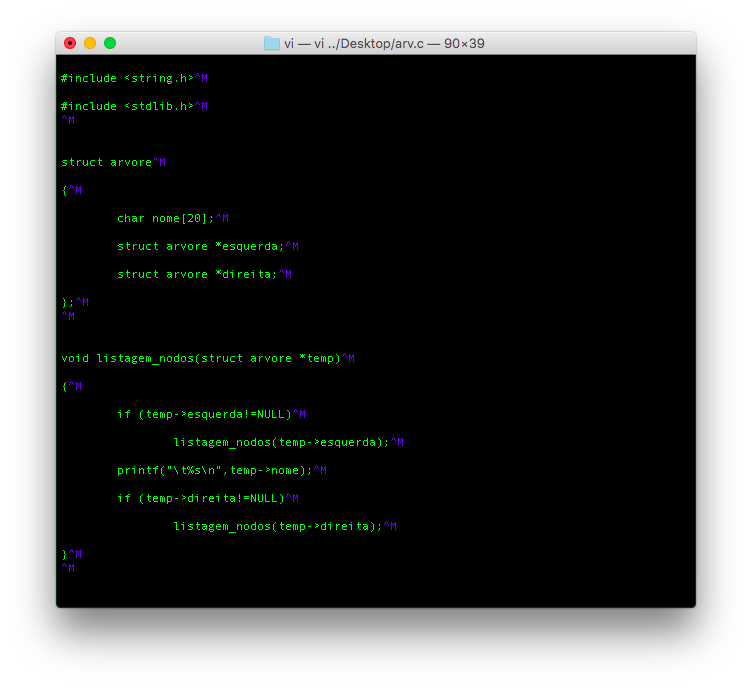 vi — vi ../Desktop/arv.c — 90×39
#include <string.h>^M
#include <stdlib.h>^M
^M
struct arvore^M
{^M
        char nome[20];^M
        struct arvore *esquerda;^M
        struct arvore *direita;^M
};^M
^M
void listagem_nodos(struct arvore *temp)^M
{^M
        if (temp->esquerda!=NULL)^M
                listagem_nodos(temp->esquerda);^M
        printf("\t%s\n",temp->nome);^M
        if (temp->direita!=NULL)^M
                listagem_nodos(temp->direita);^M
}^M
^M